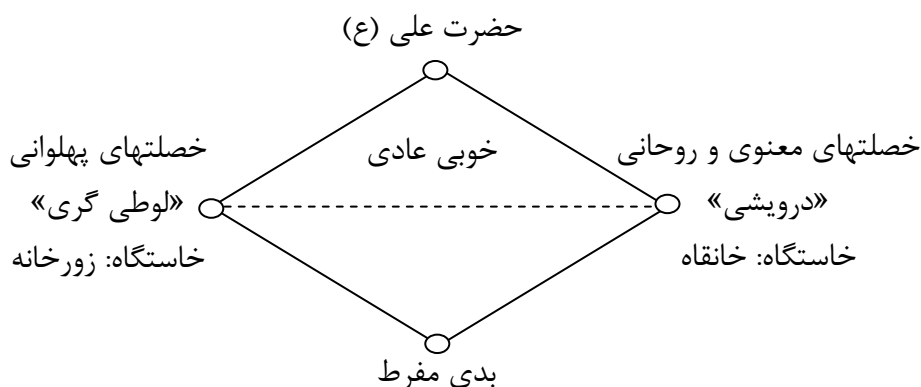 حضرت علی (ع)
خصلتهای معنوی و روحانی
«درویشی»
خاستگاه: خانقاه
خوبی عادی
خصلتهای پهلوانی
«لوطی گری»
خاستگاه: زورخانه
بدی مفرط